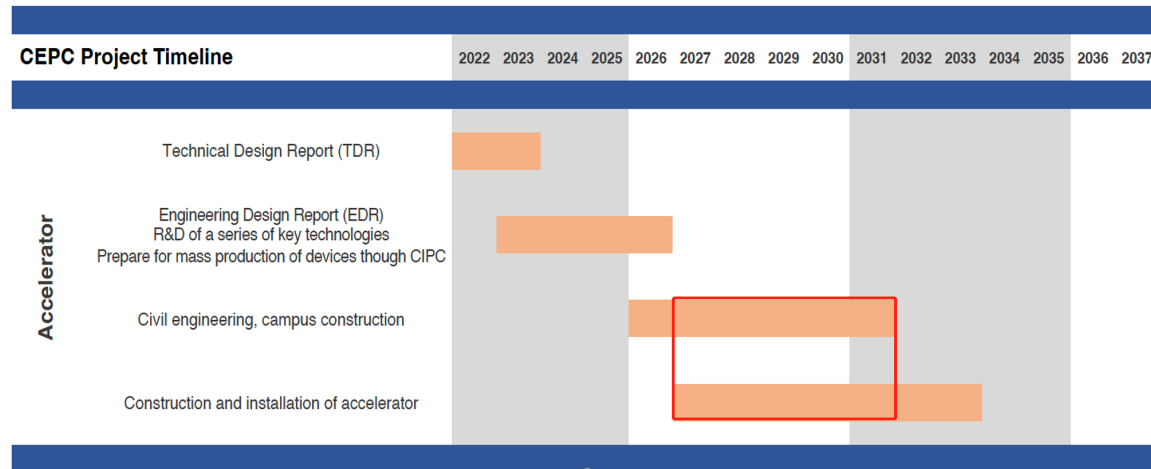 CEPC Project Timeline
2022 2023 2024 2025 2026 2027 2028 2029 2030 2031 2032 2033 2034 2035 2036 2037
Accelerator
Technical Design Report (TDR)
Engineering Design Report (EDR)
R&D of a series of key technologies
Prepare for mass production of devices though CIPC
Civil engineering, campus construction
Construction and installation of accelerator